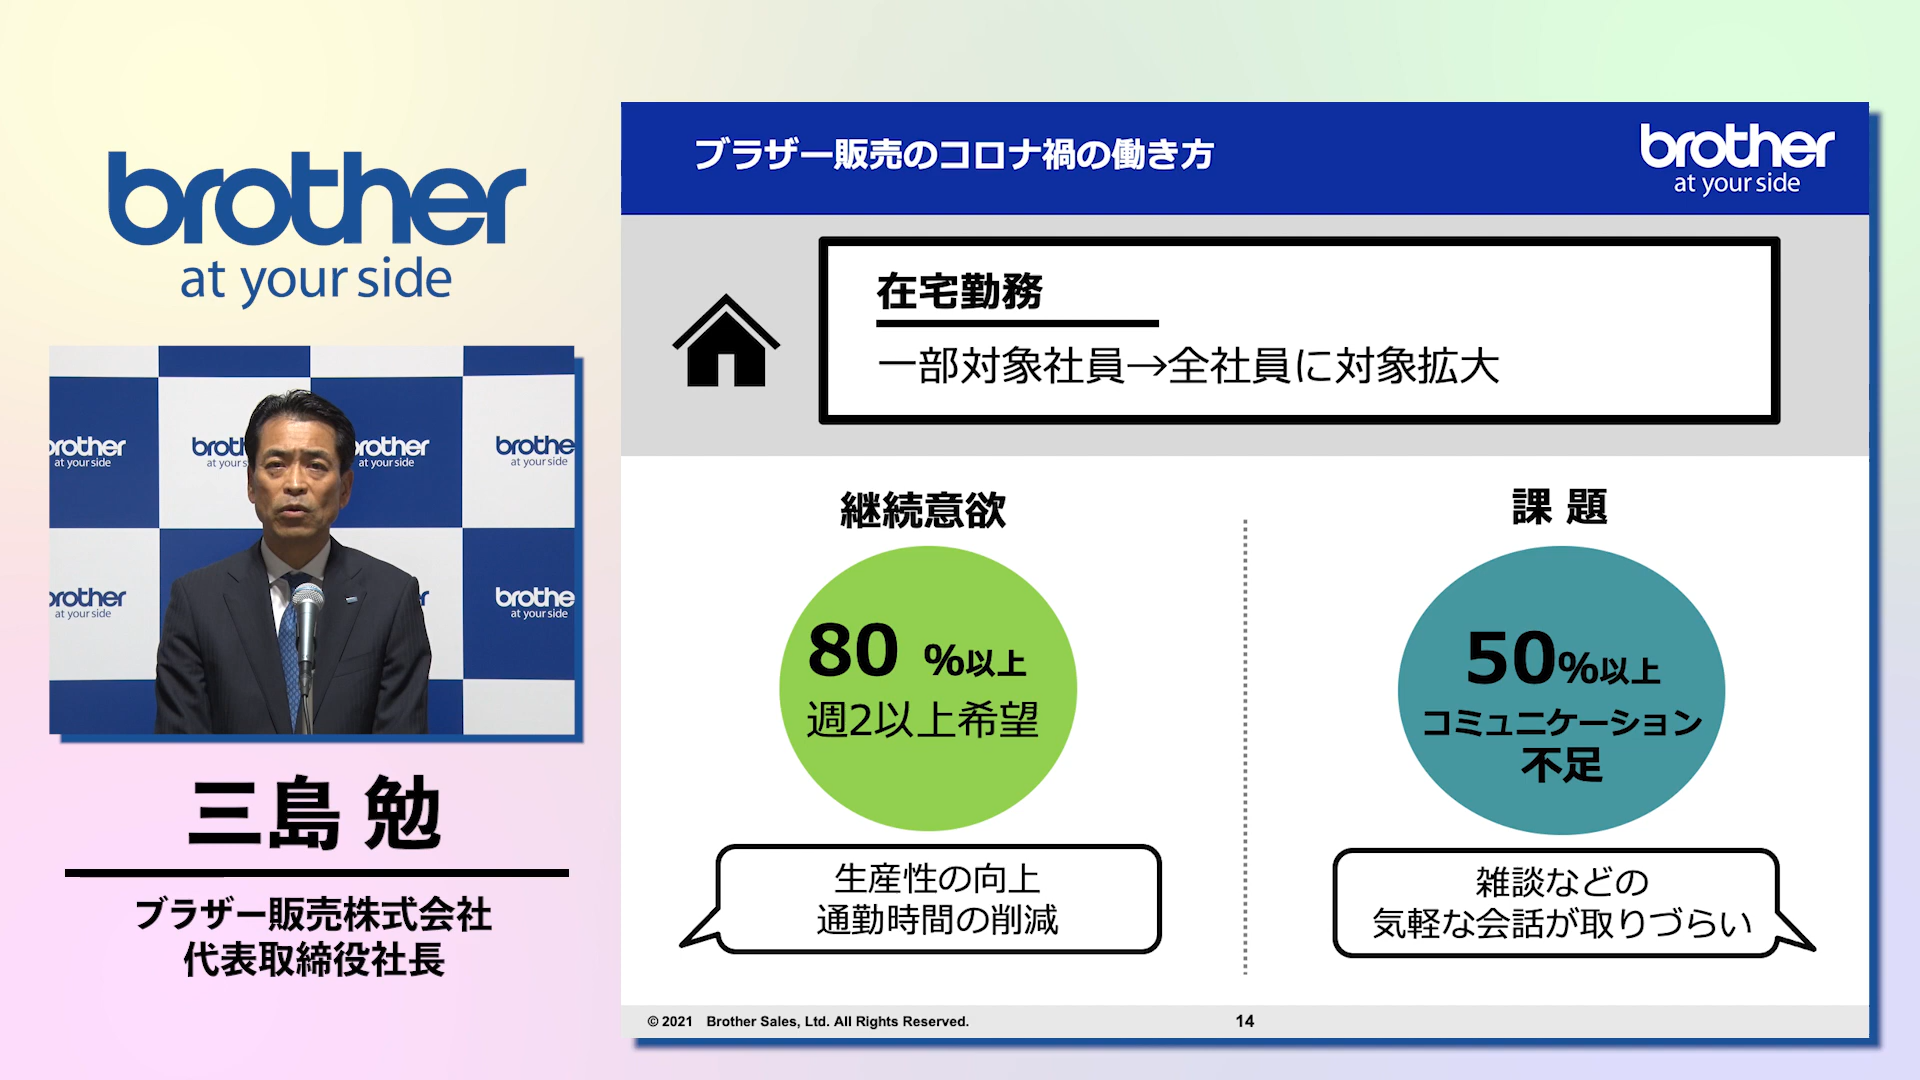 brother
at your side
brother
at your side
brother
at your side
brother
at your side
brother
at your side
三島 勉
ブラザー販売株式会社
代表取締役社長
ブラザー販売のコロナ禍の働き方
brother
at your side
在宅勤務
一部対象社員→全社員に対象拡大
継続意欲
80 %以上
週2以上希望
生産性の向上
通勤時間の削減
課 題
50%以上
コミュニケーション
不足
雑談などの
気軽な会話が取りづらい
© 2021 Brother Sales, Ltd. All Rights Reserved.
14